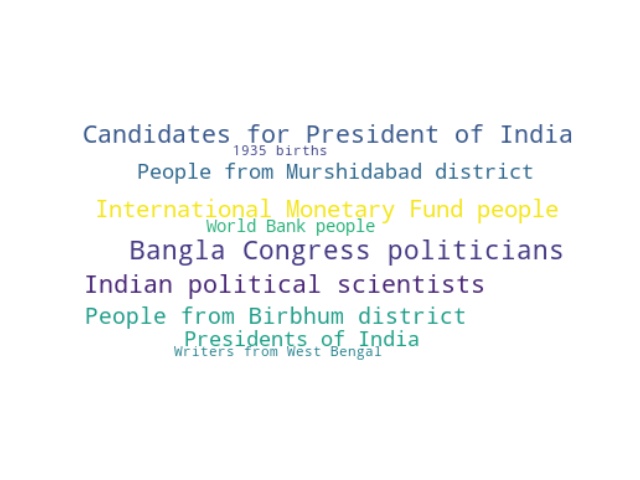 Candidates for President of India
1935 births
People from Murshidabad district
International Monetary Fund people
World Bank people
Bangla Congress politicians
Indian political scientists
People from Birbhum district
Presidents of India
Writers from West Bengal